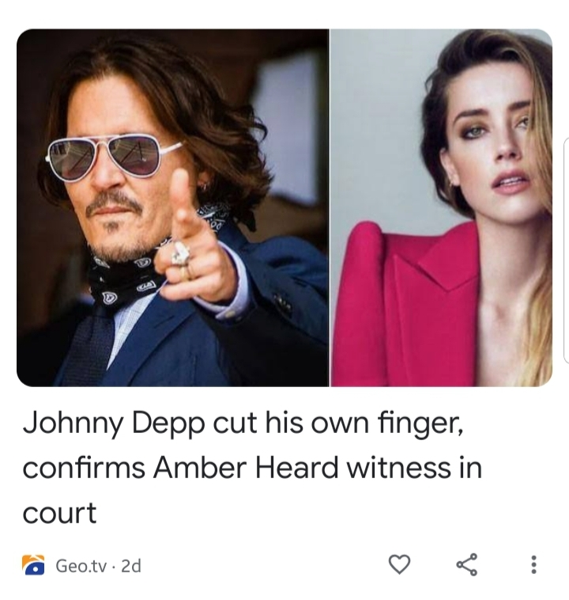 Johnny Depp cut his own finger,
confirms Amber Heard witness in
court
Geo.tv · 2d